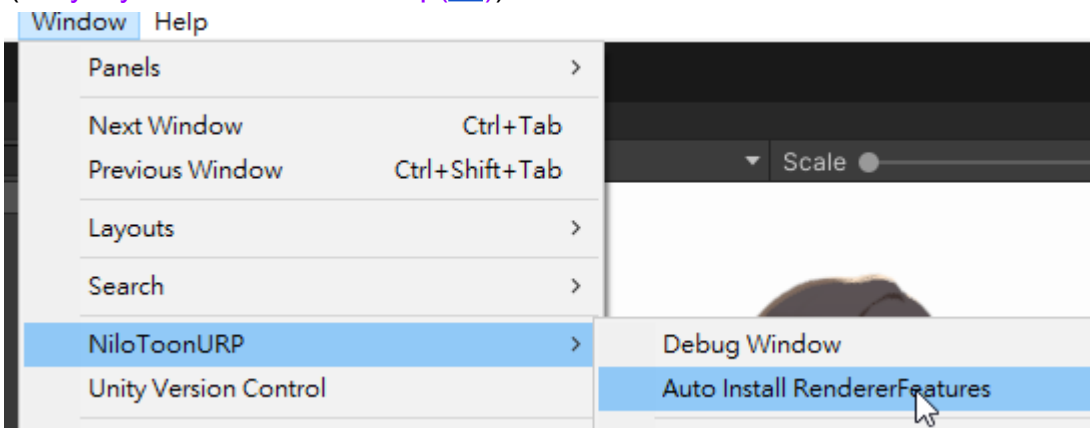 Window Help
Panels
Next Window Ctrl+Tab
Previous Window Ctrl+Shift+Tab
Scale
Layouts
Search
NiloToonURP
Debug Window
Unity Version Control
Auto Install RendererFeatures